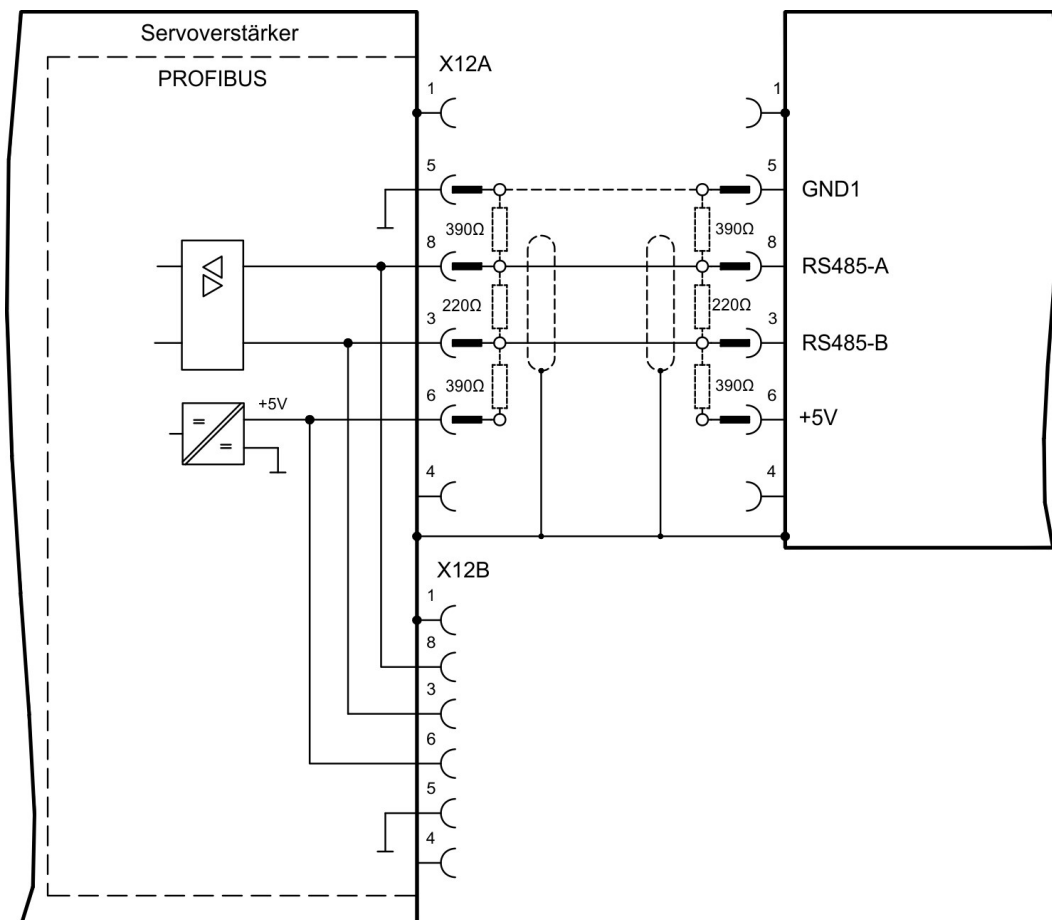 Servoverstärker
PROFIBUS
X12A
1
1
5
5
GND1
390Ω
390Ω
8
8
RS485-A
220Ω
220Ω
3
3
RS485-B
390Ω
390Ω
+5V
6
6
+5V
4
4
X12B
1
8
3
6
5
4